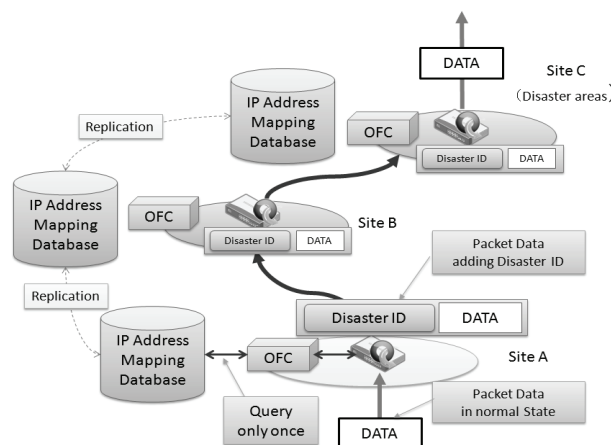 DATA
Site C
(Disaster areas)
IP Address
Mapping
Database
OFC
Disaster ID
DATA
Replication
IP Address
Mapping
Database
OFC
Disaster ID
DATA
Site B
Packet Data
adding Disaster ID
Replication
Disaster ID
DATA
IP Address
Mapping
Database
OFC
Site A
Query
only once
DATA
Packet Data
in normal State